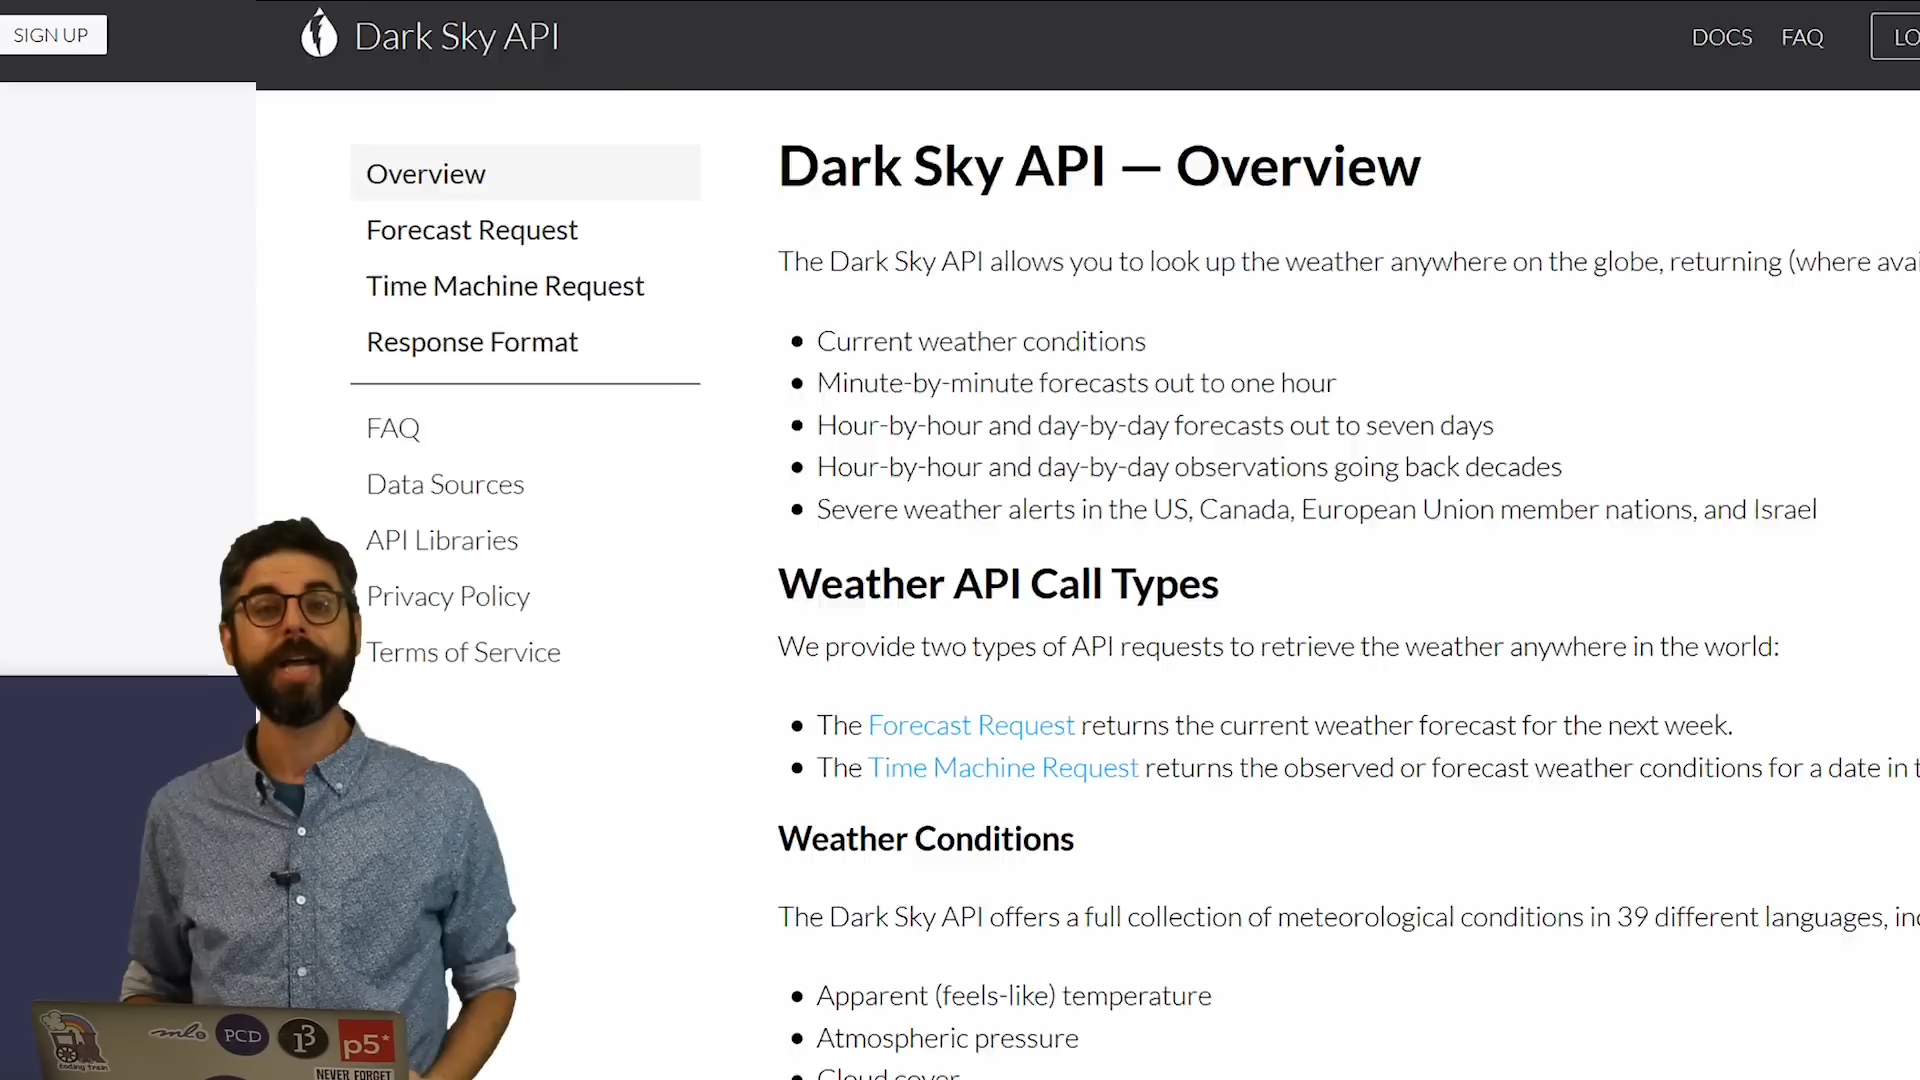 SIGN UP
Dark Sky API
DOCS
FAQ
LO
Overview
Forecast Request
Time Machine Request
Response Format
FAQ
Data Sources
API Libraries
Privacy Policy
Terms of Service
Dark Sky API — Overview
The Dark Sky API allows you to look up the weather anywhere on the globe, returning (where avai
Current weather conditions
Minute-by-minute forecasts out to one hour
Hour-by-hour and day-by-day forecasts out to seven days
Hour-by-hour and day-by-day observations going back decades
Severe weather alerts in the US, Canada, European Union member nations, and Israel
Weather API Call Types
We provide two types of API requests to retrieve the weather anywhere in the world:
The Forecast Request returns the current weather forecast for the next week.
The Time Machine Request returns the observed or forecast weather conditions for a date in t
Weather Conditions
The Dark Sky API offers a full collection of meteorological conditions in 39 different languages, inc
Apparent (feels-like) temperature
Atmospheric pressure
Cloud cover
Coding train
PCD
p5*
NEVER FORGET